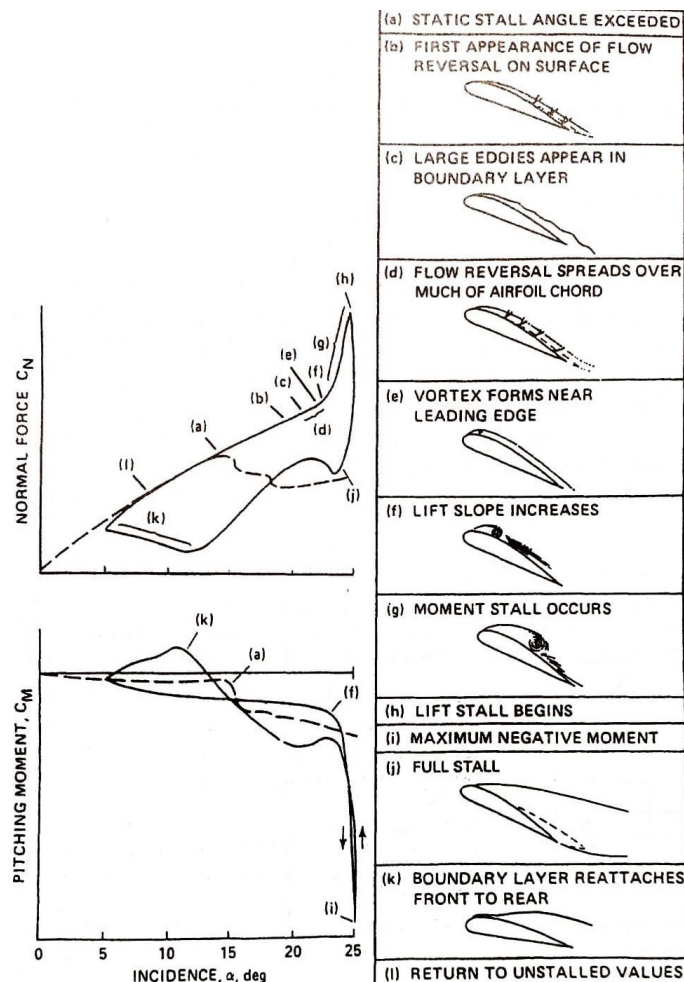 (a) STATIC STALL ANGLE EXCEEDED
(b) FIRST APPEARANCE OF FLOW
REVERSAL ON SURFACE
(c) LARGE EDDIES APPEAR IN
BOUNDARY LAYER
(d) FLOW REVERSAL SPREADS OVER
MUCH OF AIRFOIL CHORD
(e) VORTEX FORMS NEAR
LEADING EDGE
(f) LIFT SLOPE INCREASES
(g) MOMENT STALL OCCURS
(h) LIFT STALL BEGINS
(i) MAXIMUM NEGATIVE MOMENT
(j) FULL STALL
(k) BOUNDARY LAYER REATTACHES
FRONT TO REAR
(l) RETURN TO UNSTALLED VALUES
NORMAL FORCE CN
(h)
(g)
(e)
(f)
(c)
(b)
(d)
(a)
(l)
(j)
(k)
PITCHING MOMENT, CM
(k)
(a)
(f)
(i)
0 5 10 15 20 25
INCIDENCE, α, deg